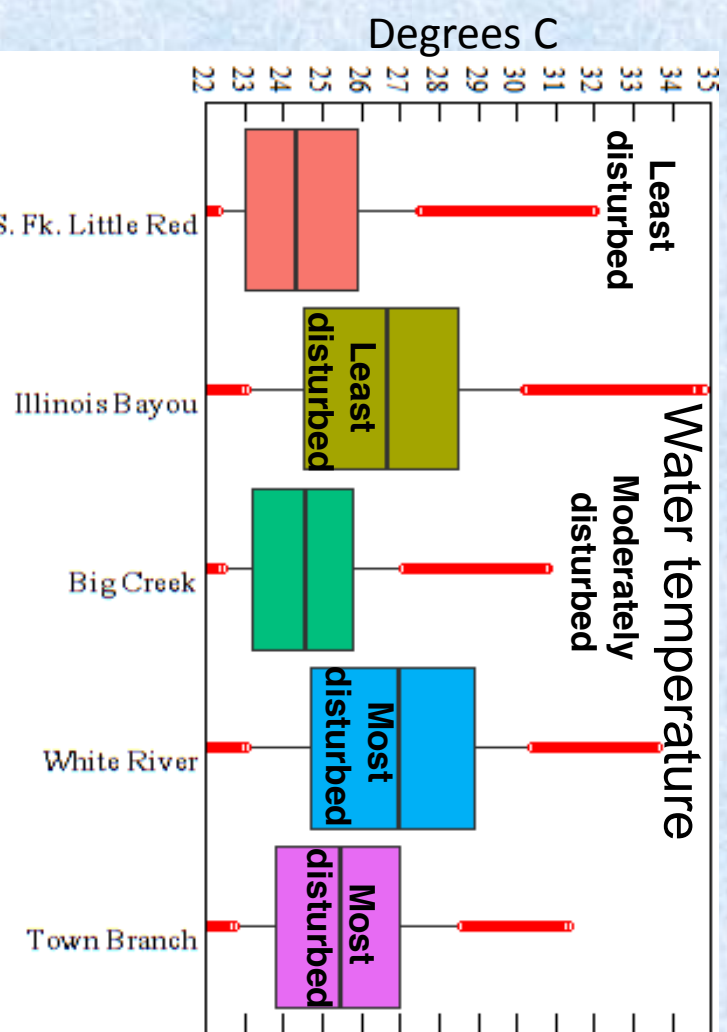 Degrees C
22 23 24 25 26 27 28 29 30 31 32 33 34 35
S. Fk. Little Red
Least
disturbed
Illinois Bayou
Least
disturbed
Water temperature
Big Creek
Moderately
disturbed
White River
Most
disturbed
Town Branch
Most
disturbed